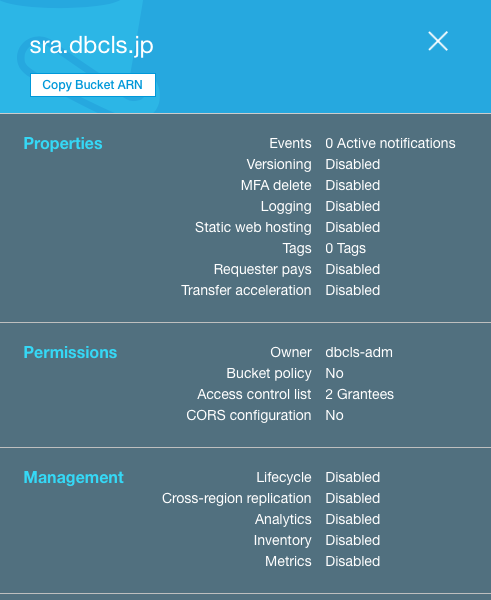 sra.dbcls.jp
Copy Bucket ARN
Properties
Events 0 Active notifications
Versioning Disabled
MFA delete Disabled
Logging Disabled
Static web hosting Disabled
Tags 0 Tags
Requester pays Disabled
Transfer acceleration Disabled
Permissions
Owner dbcls-adm
Bucket policy No
Access control list 2 Grantees
CORS configuration No
Management
Lifecycle Disabled
Cross-region replication Disabled
Analytics Disabled
Inventory Disabled
Metrics Disabled